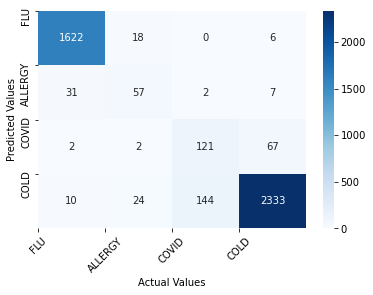 FLU 1622 18 0 6
ALLERGY 31 57 2 7
COVID 2 2 121 67
COLD 10 24 144 2333
Predicted Values
FLU ALLERGY COVID COLD
Actual Values
2000
1500
1000
500
0